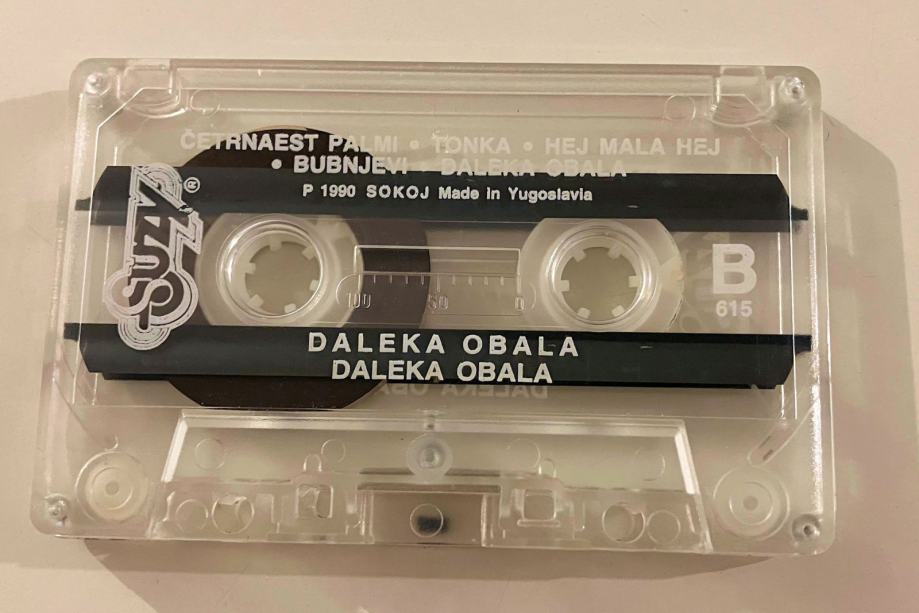 ČETRNAEST PALMI • TONKA • HEJ MALA HEJ
• BUBNJEVI • DALEKA OBALA
P 1990 SOKOJ Made in Yugoslavia
SUZY®
B
615
100 50 0
DALEKA OBALA
DALEKA OBALA